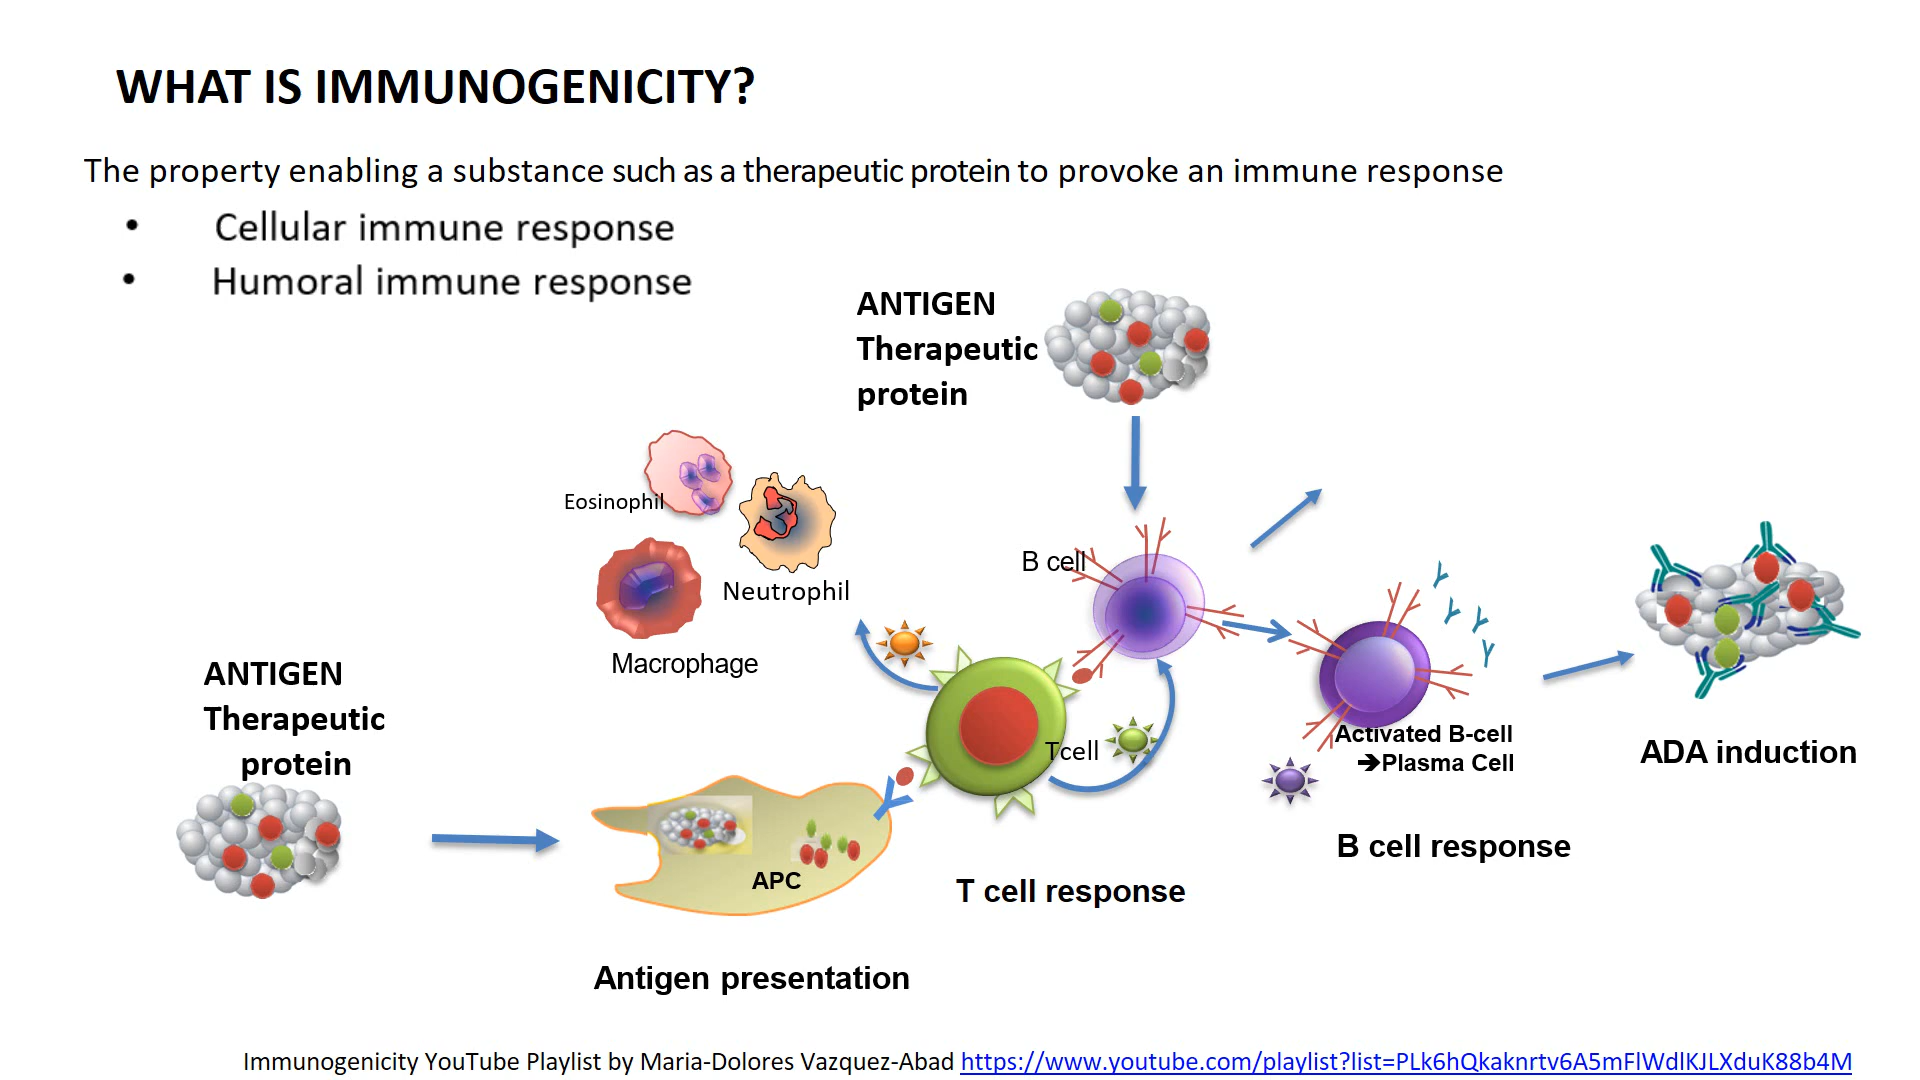 WHAT IS IMMUNOGENICITY?
The property enabling a substance such as a therapeutic protein to provoke an immune response
• Cellular immune response
• Humoral immune response
ANTIGEN
Therapeutic
protein
Eosinophil
Neutrophil
Macrophage
B cell
ANTIGEN
Therapeutic
protein
Tcell
Activated B-cell
➔Plasma Cell
ADA induction
APC
B cell response
T cell response
Antigen presentation
Immunogenicity YouTube Playlist by Maria-Dolores Vazquez-Abad https://www.youtube.com/playlist?list=PLk6hQkaknrtv6A5mFlWdlKJLXduK88b4M